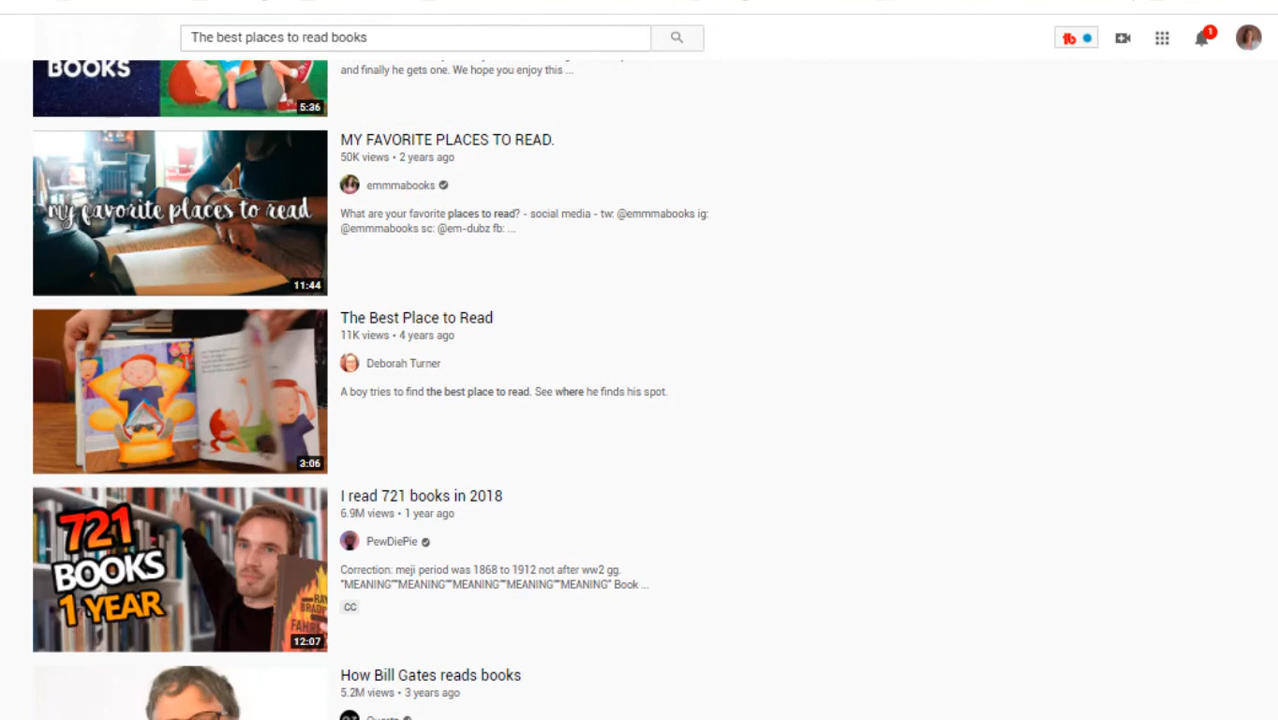 The best places to read books
1
BOOKS
5:36
and finally he gets one. We hope you enjoy this ...
my favorite places to read
11:44
MY FAVORITE PLACES TO READ.
50K views • 2 years ago
emmmabooks
What are your favorite places to read? - social media - tw: @emmmabooks ig:
@emmmabooks sc: @em-dubz fb: ...
3:06
The Best Place to Read
11K views • 4 years ago
Deborah Turner
A boy tries to find the best place to read. See where he finds his spot.
721
BOOKS
1 YEAR
12:07
I read 721 books in 2018
6.9M views • 1 year ago
PewDiePie
Correction: meji period was 1868 to 1912 not after ww2 gg.
"MEANING""MEANING""MEANING""MEANING""MEANING" Book ...
CC
How Bill Gates reads books
5.2M views • 3 years ago